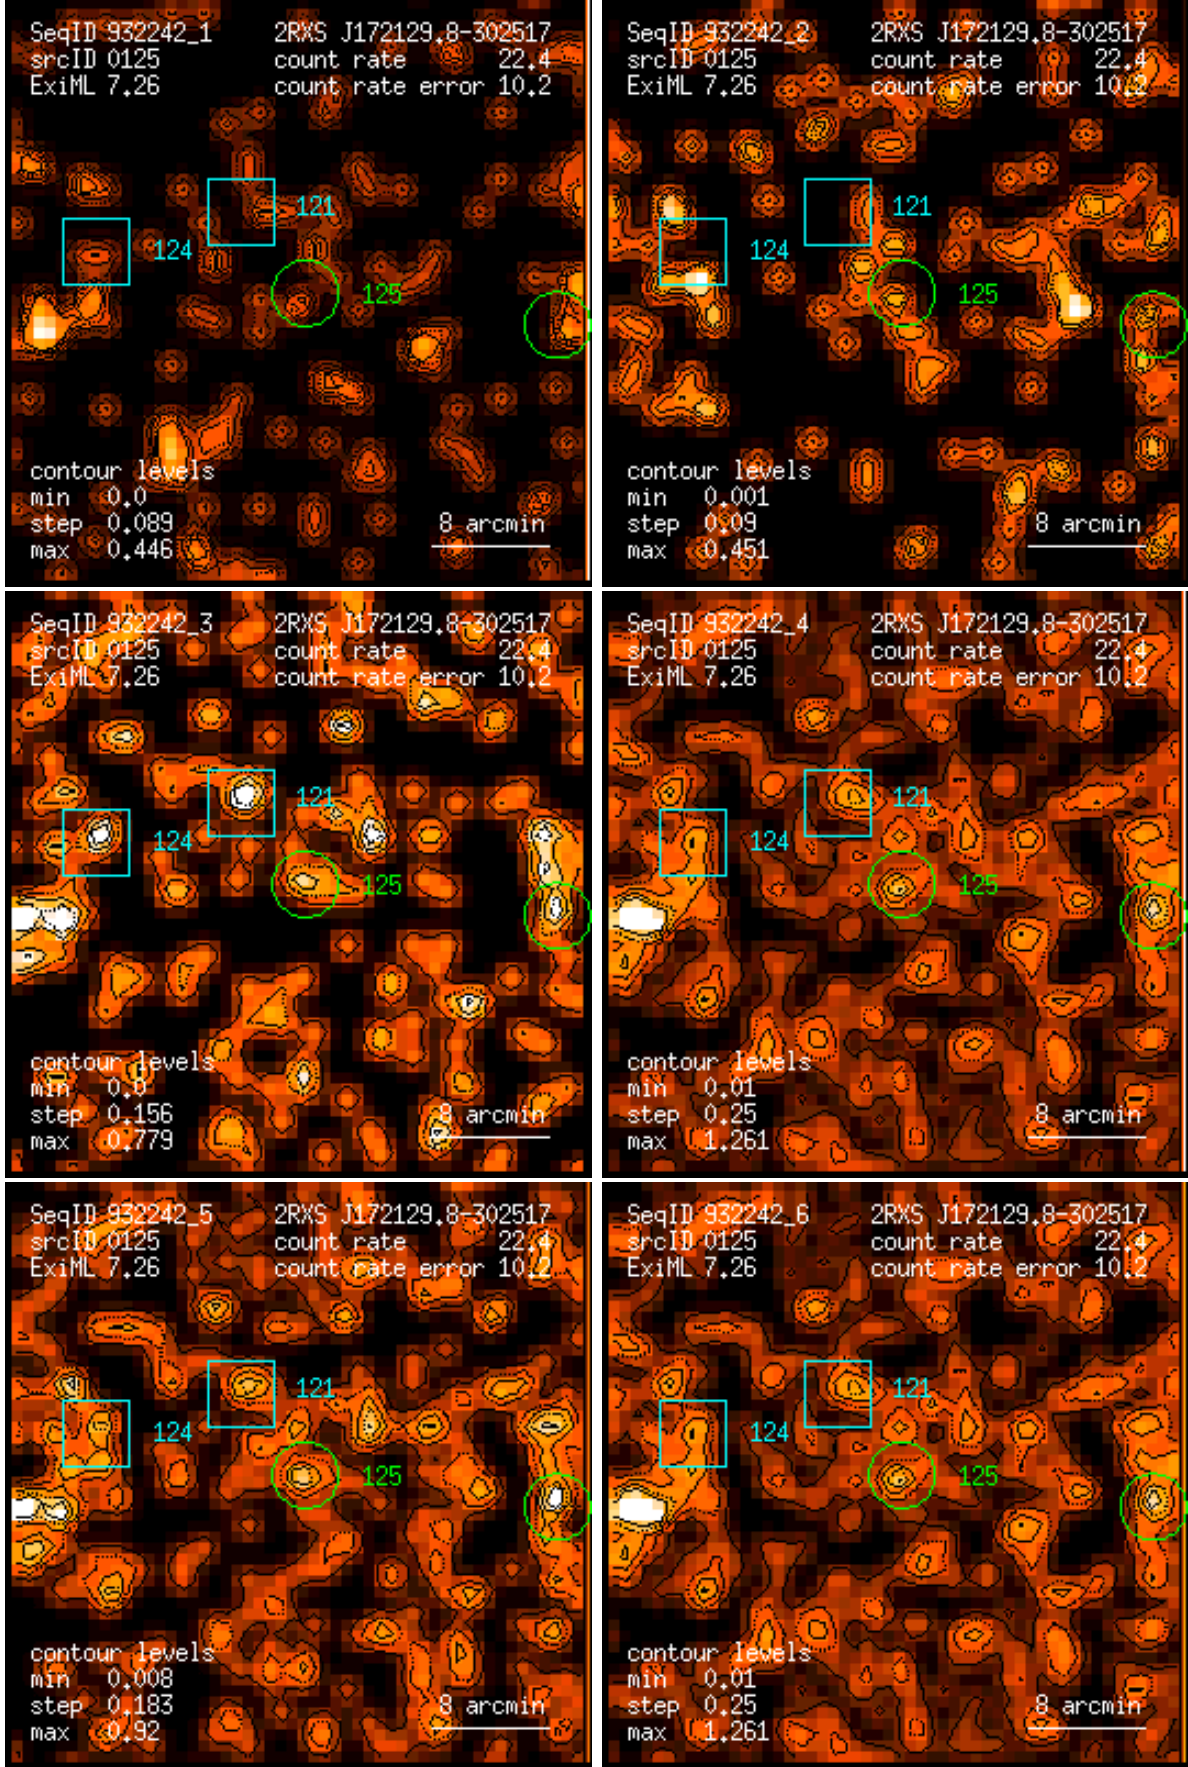 SeqID 932242_1 2RXS J172129.8-302517
srcID 0125 count rate 22.4
ExiML 7.26 count rate error 10.2
121
124
125
contour levels
min 0.0
step 0.089 8 arcmin
max 0.446
SeqID 932242_2 2RXS J172129.8-302517
srcID 0125 count rate 22.4
ExiML 7.26 count rate error 10.2
121
124
125
contour levels
min 0.001
step 0.09 8 arcmin
max 0.451
SeqID 932242_3 2RXS J172129.8-302517
srcID 0125 count rate 22.4
ExiML 7.26 count rate error 10.2
121
124
125
contour levels
min 0.0
step 0.156 8 arcmin
max 0.779
SeqID 932242_4 2RXS J172129.8-302517
srcID 0125 count rate 22.4
ExiML 7.26 count rate error 10.2
121
124
125
contour levels
min 0.01
step 0.25 8 arcmin
max 1.261
SeqID 932242_5 2RXS J172129.8-302517
srcID 0125 count rate 22.4
ExiML 7.26 count rate error 10.2
121
124
125
contour levels
min 0.008
step 0.183 8 arcmin
max 0.92
SeqID 932242_6 2RXS J172129.8-302517
srcID 0125 count rate 22.4
ExiML 7.26 count rate error 10.2
121
124
125
contour levels
min 0.01
step 0.25 8 arcmin
max 1.261